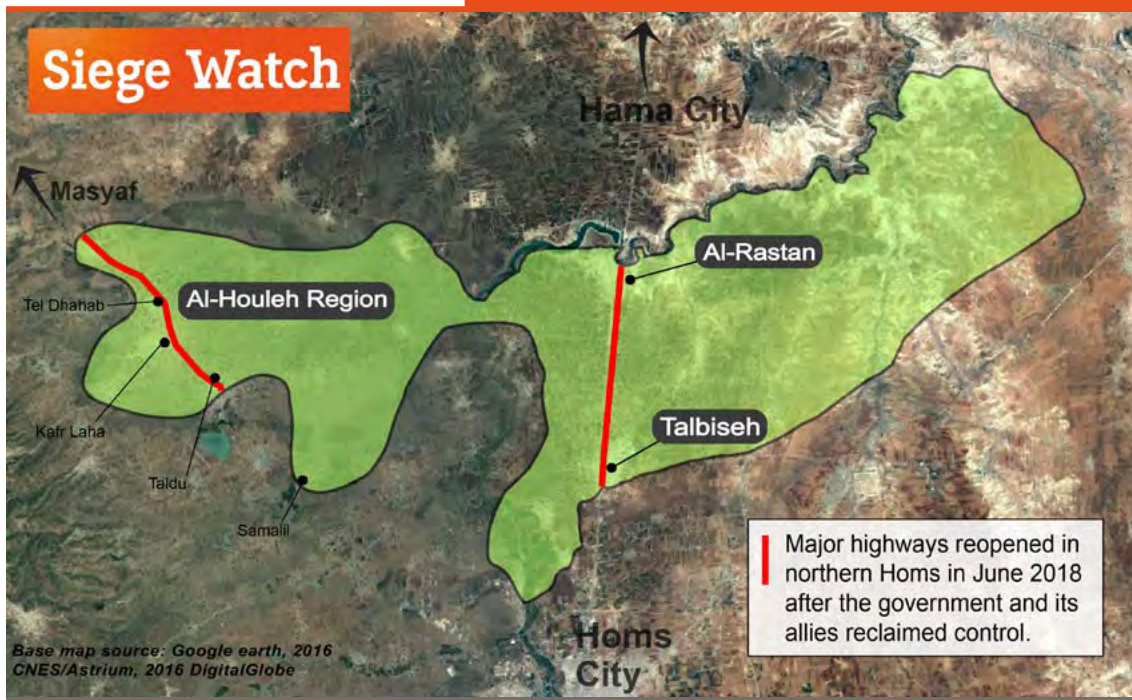 Siege Watch
Hama City
Masyaf
Al-Rastan
Tel Dhahab
Al-Houleh Region
Kafr Laha
Talbiseh
Taldu
Samalil
Major highways reopened in
northern Homs in June 2018
after the government and its
allies reclaimed control.
Homs
City
Base map source: Google earth, 2016
CNES/Astrium, 2016 DigitalGlobe